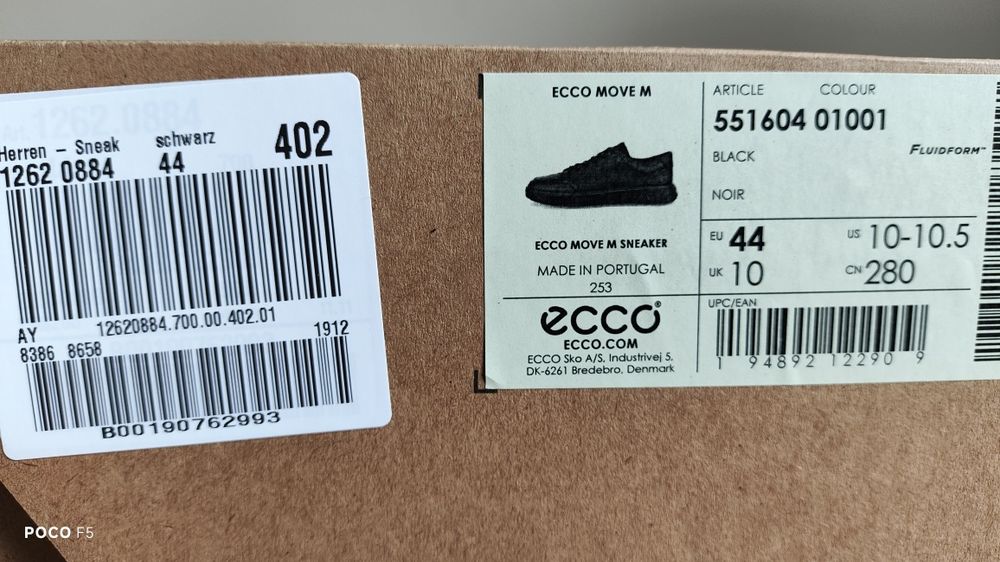 Herren - Sneak schwarz 402
1262 0884 44
AY 12620884.700.00.402.01 1912
8386 8658
B00190762993
ECCO MOVE M
ECCO MOVE M SNEAKER
MADE IN PORTUGAL
253
ecco®
ECCO.COM
ECCO Sko A/S, Industrivej 5,
DK-6261 Bredebro, Denmark
ARTICLE COLOUR
551604 01001
BLACK FLUIDFORM™
NOIR
EU 44 US 10-10.5
UK 10 CN 280
UPC/EAN
1 94892 12290 9
POCO F5